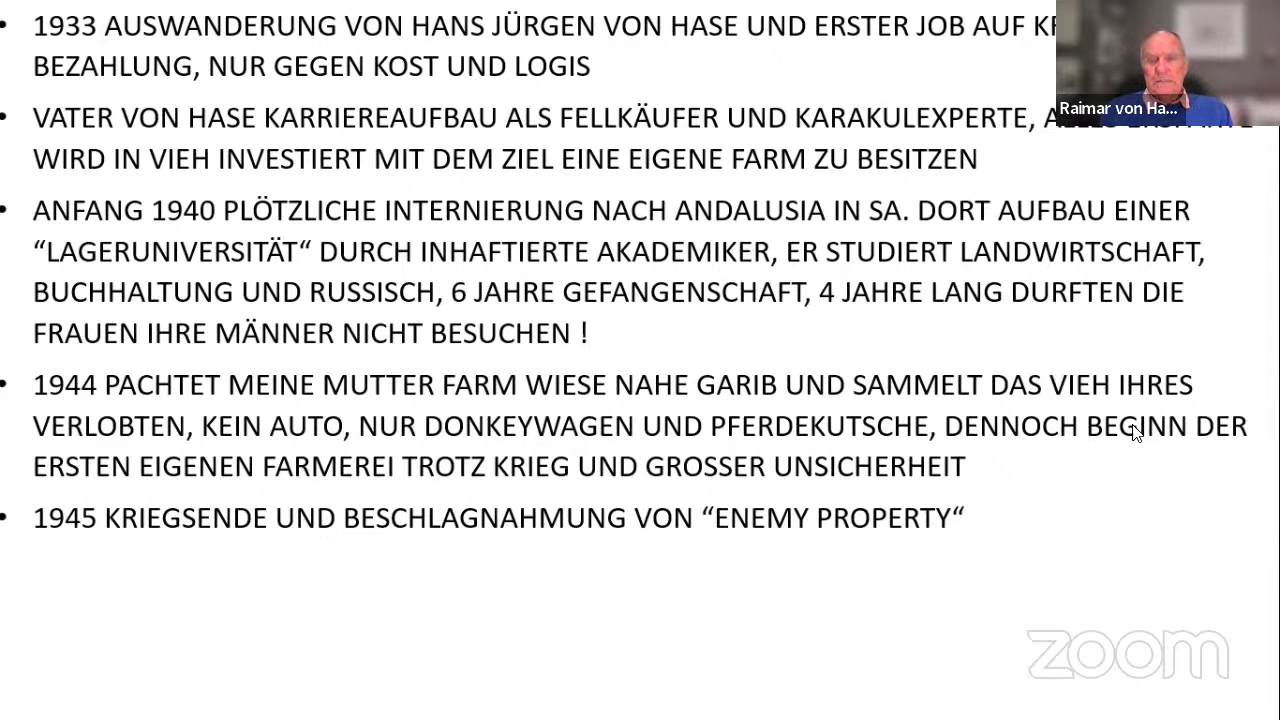 • 1933 AUSWANDERUNG VON HANS JÜRGEN VON HASE UND ERSTER JOB AUF
BEZAHLUNG, NUR GEGEN KOST UND LOGIS
• VATER VON HASE KARRIEREAUFBAU ALS FELLKÄUFER UND KARAKULEXPERTE,
WIRD IN VIEH INVESTIERT MIT DEM ZIEL EINE EIGENE FARM ZU BESITZEN
• ANFANG 1940 PLÖTZLICHE INTERNIERUNG NACH ANDALUSIA IN SA. DORT AUFBAU EINER
“LAGERUNIVERSITÄT“ DURCH INHAFTIERTE AKADEMIKER, ER STUDIERT LANDWIRTSCHAFT,
BUCHHALTUNG UND RUSSISCH, 6 JAHRE GEFANGENSCHAFT, 4 JAHRE LANG DURFTEN DIE
FRAUEN IHRE MÄNNER NICHT BESUCHEN !
• 1944 PACHTET MEINE MUTTER FARM WIESE NAHE GARIB UND SAMMELT DAS VIEH IHRES
VERLOBTEN, KEIN AUTO, NUR DONKEYWAGEN UND PFERDEKUTSCHE, DENNOCH BEGINN DER
ERSTEN EIGENEN FARMEREI TROTZ KRIEG UND GROSSER UNSICHERHEIT
• 1945 KRIEGSENDE UND BESCHLAGNAHMUNG VON “ENEMY PROPERTY“
Raimar von Ha...
zoom